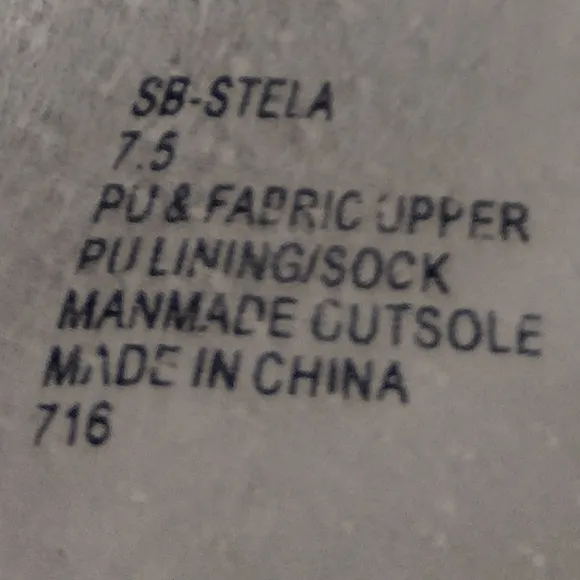 SB-STELA
7.5
PU & FABRIC UPPER
PU LINING/SOCK
MANMADE OUTSOLE
MADE IN CHINA
716